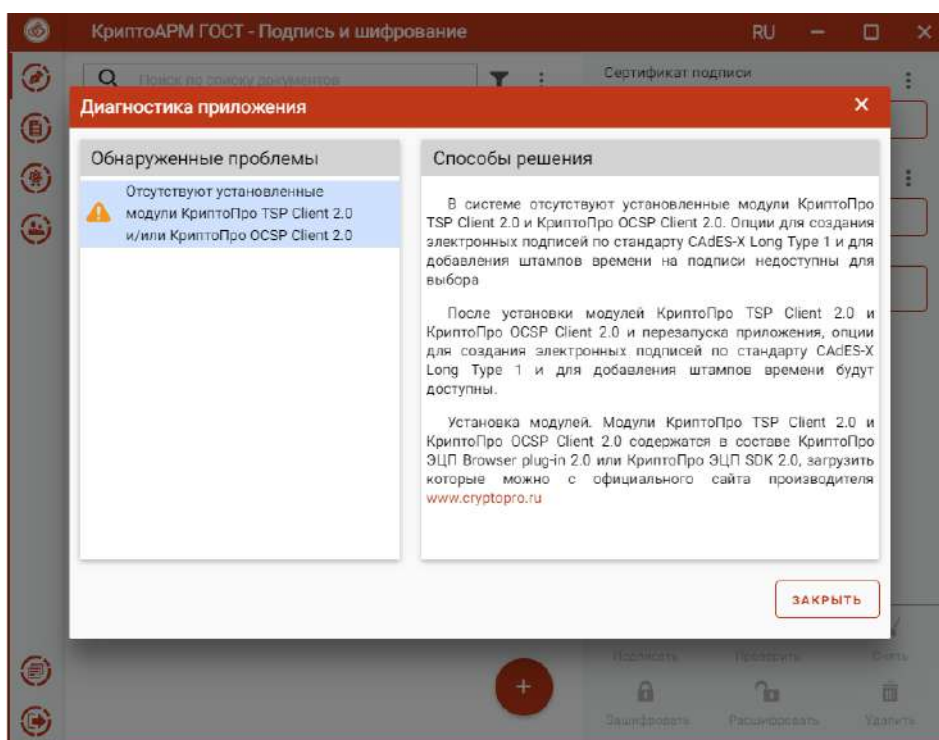 КриптоАРМ ГОСТ - Подпись и шифрование
RU
Поиск по списку документов
Сертификат подписи
Диагностика приложения
Обнаруженные проблемы
Отсутствуют установленные
модули КриптоПро TSP Client 2.0
и/или КриптоПро OCSP Client 2.0
Способы решения
В системе отсутствуют установленные модули КриптоПро
TSP Client 2.0 и КриптоПро OCSP Client 2.0. Опции для создания
электронных подписей по стандарту CAdES-X Long Type 1 и для
добавления штампов времени на подписи недоступны для
выбора
После установки модулей КриптоПро TSP Client 2.0 и
КриптоПро OCSP Client 2.0 и перезапуска приложения, опции
для создания электронных подписей по стандарту CAdES-X
Long Type 1 и для добавления штампов времени будут
доступны.
Установка модулей. Модули КриптоПро TSP Client 2.0 и
КриптоПро OCSP Client 2.0 содержатся в составе КриптоПро
ЭЦП Browser plug-in 2.0 или КриптоПро ЭЦП SDK 2.0, загрузить
которые можно с официального сайта производителя
www.cryptopro.ru
ЗАКРЫТЬ
Подписать Проверить Снять
Зашифровать Расшифровать Удалить